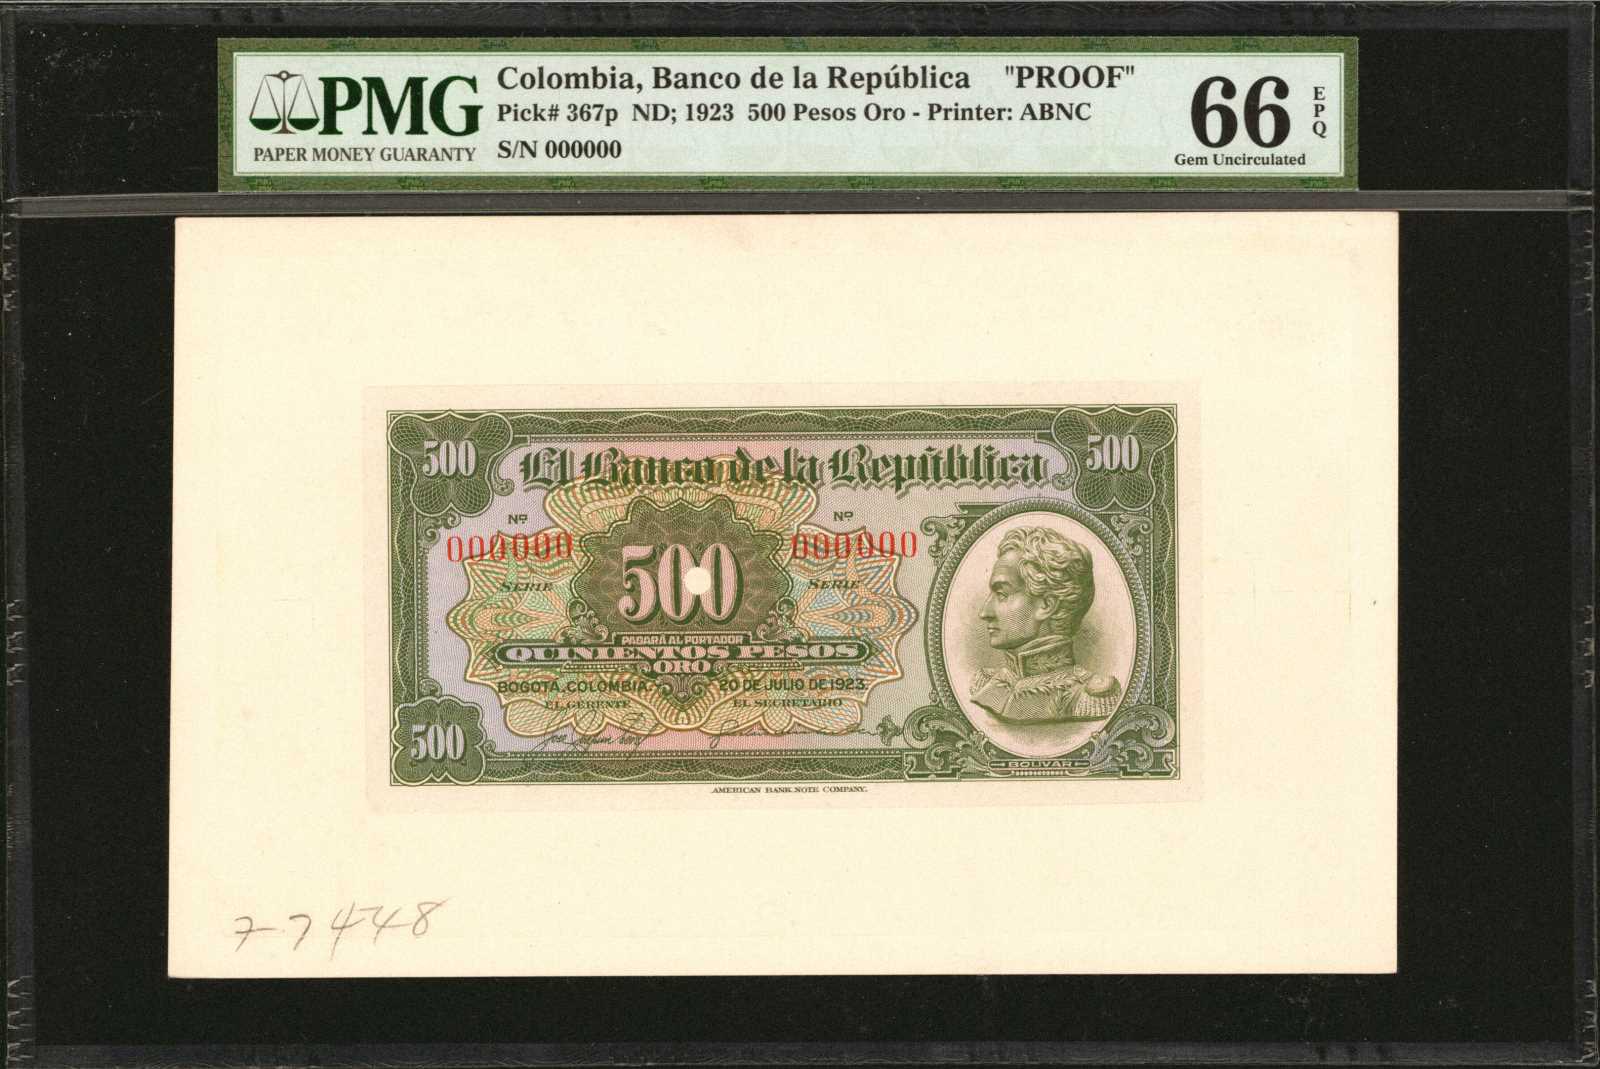 PMG
PAPER MONEY GUARANTY
Colombia, Banco de la República "PROOF"
Pick# 367p ND; 1923 500 Pesos Oro - Printer: ABNC
S/N 000000
66 EPQ
Gem Uncirculated
500 500
El Banco de la República
Nº Nº
000000 000000
SERIE SERIE
500
PAGARÁ AL PORTADOR
QUINIENTOS PESOS
ORO
BOGOTÁ, COLOMBIA. 20 DE JULIO DE 1923.
EL GERENTE EL SECRETARIO
500
BOLIVAR
AMERICAN BANK NOTE COMPANY.
7-7448